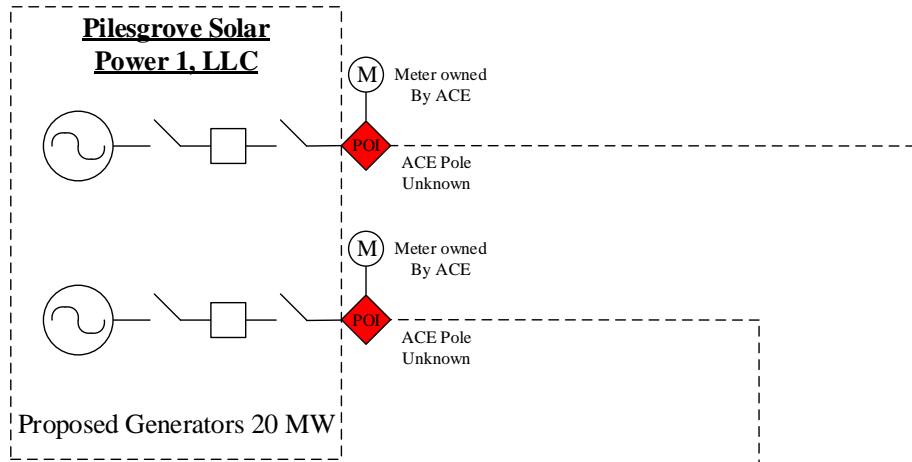 Pilesgrove Solar
Power 1, LLC
M
Meter owned
By ACE
POI
ACE Pole
Unknown
M
Meter owned
By ACE
POI
ACE Pole
Unknown
Proposed Generators 20 MW